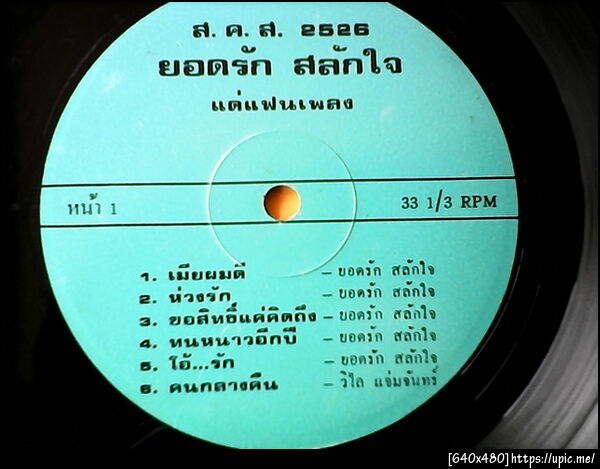 ส. ค. ส. 2526
ยอดรัก สลักใจ
แด่แฟนเพลง
หน้า 1
33 1/3 RPM
1. เมียผมดี – ยอดรัก สลักใจ
2. ห่วงรัก – ยอดรัก สลักใจ
3. ขอสิทธิ์แค่คิดถึง – ยอดรัก สลักใจ
4. ทนหนาวอีกปี – ยอดรัก สลักใจ
5. โอ้...รัก – ยอดรัก สลักใจ
6. คนกลางคืน – วิไล แจ่มจันทร์
[640x480]https://upic.me/